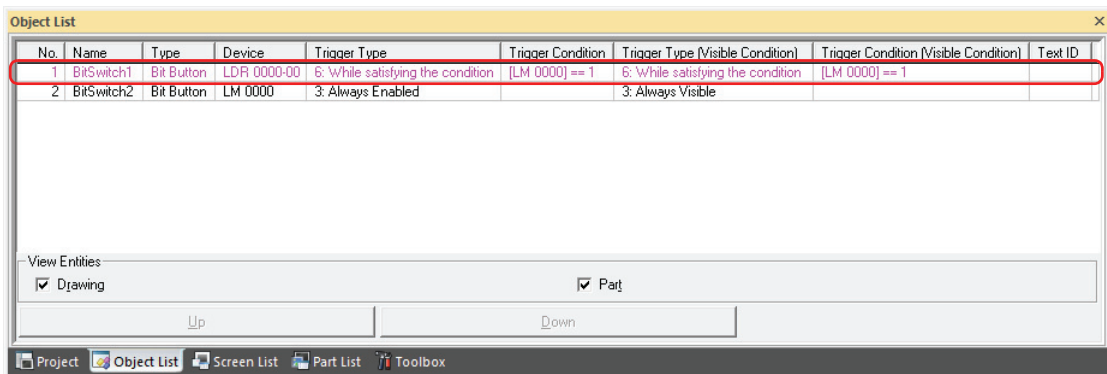 Object List
No. Name Type Device Trigger Type Trigger Condition Trigger Type (Visible Condition) Trigger Condition (Visible Condition) Text ID
1 BitSwitch1 Bit Button LDR 0000-00 6: While satisfying the condition [LM 0000] == 1 6: While satisfying the condition [LM 0000] == 1
2 BitSwitch2 Bit Button LM 0000 3: Always Enabled 3: Always Visible
View Entities
Drawing Part
Up Down
Project Object List Screen List Part List Toolbox